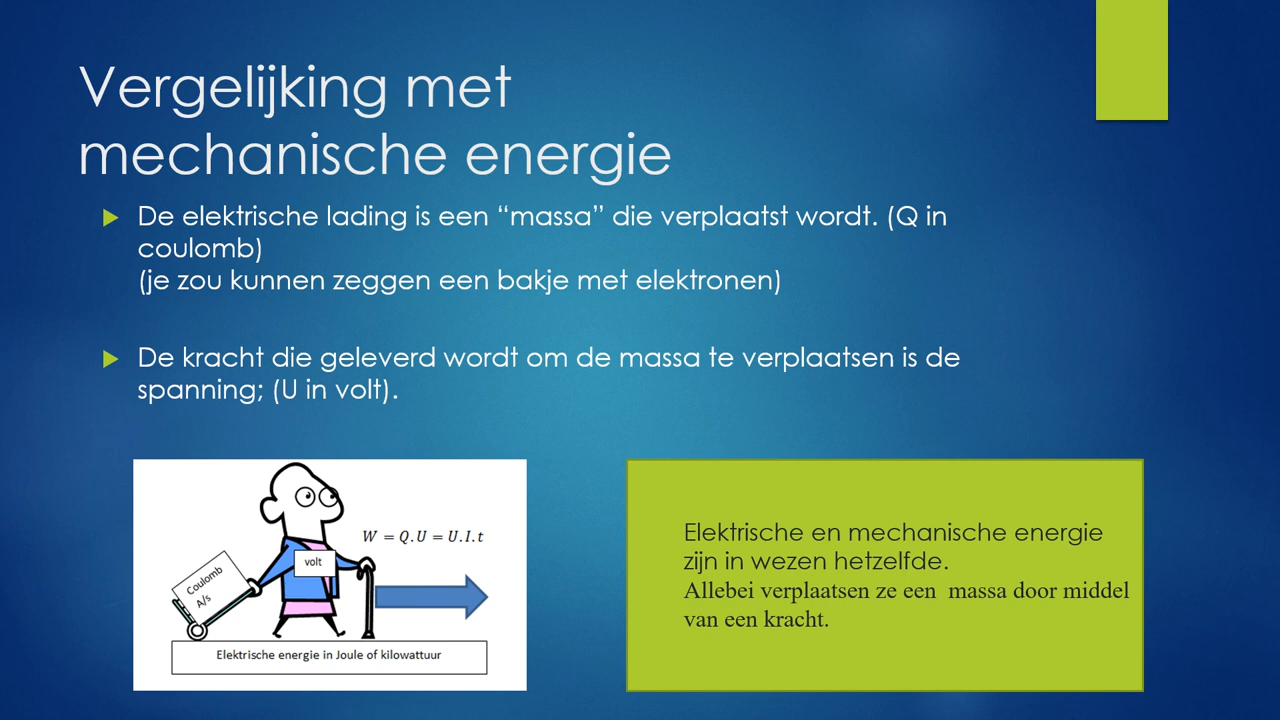 Vergelijking met
mechanische energie
De elektrische lading is een “massa” die verplaatst wordt. (Q in
coulomb)
(je zou kunnen zeggen een bakje met elektronen)
De kracht die geleverd wordt om de massa te verplaatsen is de
spanning; (U in volt).
W = Q.U = U.I.t
volt
Coulomb
A/s
Elektrische energie in Joule of kilowattuur
Elektrische en mechanische energie
zijn in wezen hetzelfde.
Allebei verplaatsen ze een massa door middel
van een kracht.